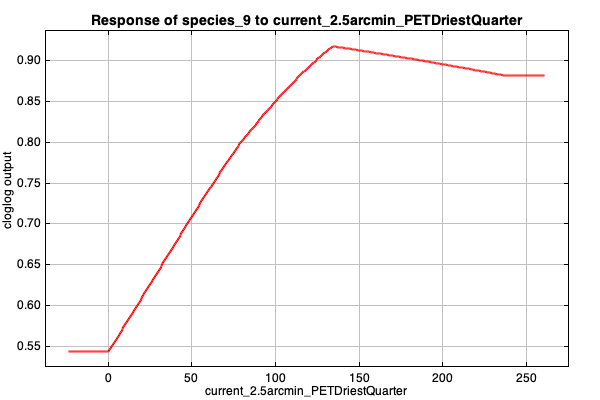 Response of species_9 to current_2.5arcmin_PETDriestQuarter
cloglog output
0.90
0.85
0.80
0.75
0.70
0.65
0.60
0.55
0 50 100 150 200 250
current_2.5arcmin_PETDriestQuarter